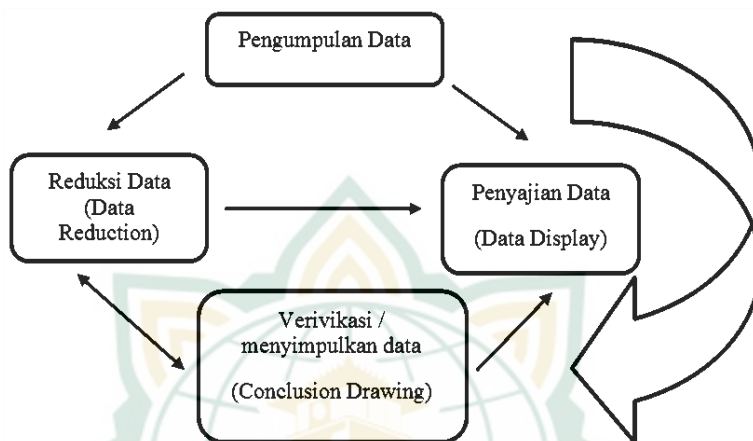 Pengumpulan Data
Reduksi Data
(Data
Reduction)
Penyajian Data
(Data Display)
Verivikasi /
menyimpulkan data
(Conclusion Drawing)